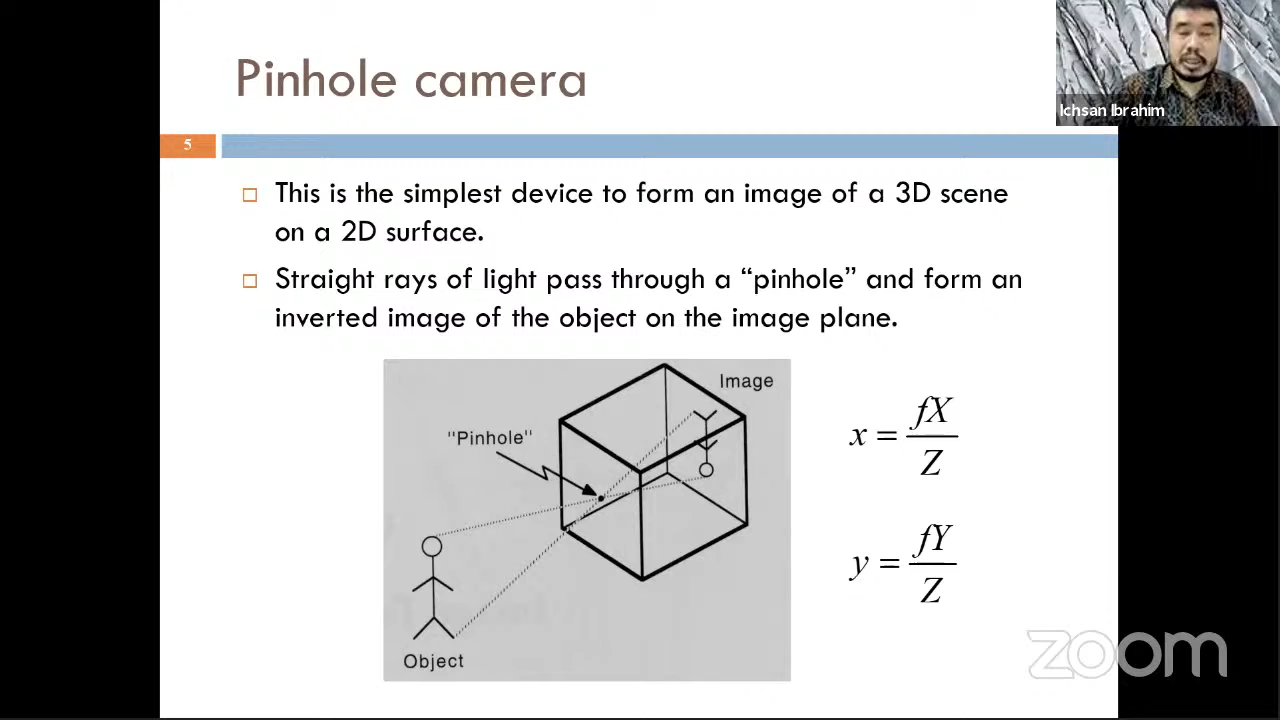 Pinhole camera
Ichsan Ibrahim
5
This is the simplest device to form an image of a 3D scene
on a 2D surface.
Straight rays of light pass through a “pinhole” and form an
inverted image of the object on the image plane.
Image
"Pinhole"
Object
x = fX / Z
y = fY / Z
zoom